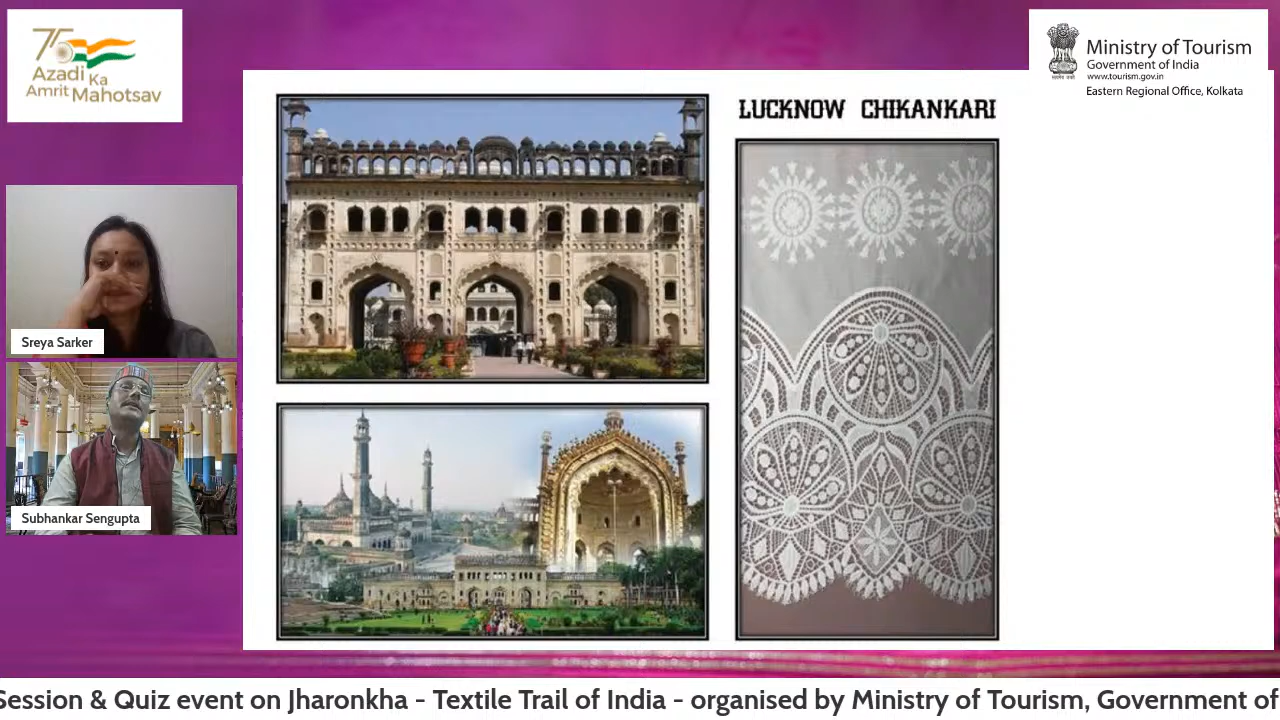 75
Azadi Ka
Amrit Mahotsav
Ministry of Tourism
Government of India
www.tourism.gov.in
Eastern Regional Office, Kolkata
LUCKNOW CHIKANKARI
Sreya Sarker
Subhankar Sengupta
Session & Quiz event on Jharonkha - Textile Trail of India - organised by Ministry of Tourism, Government of